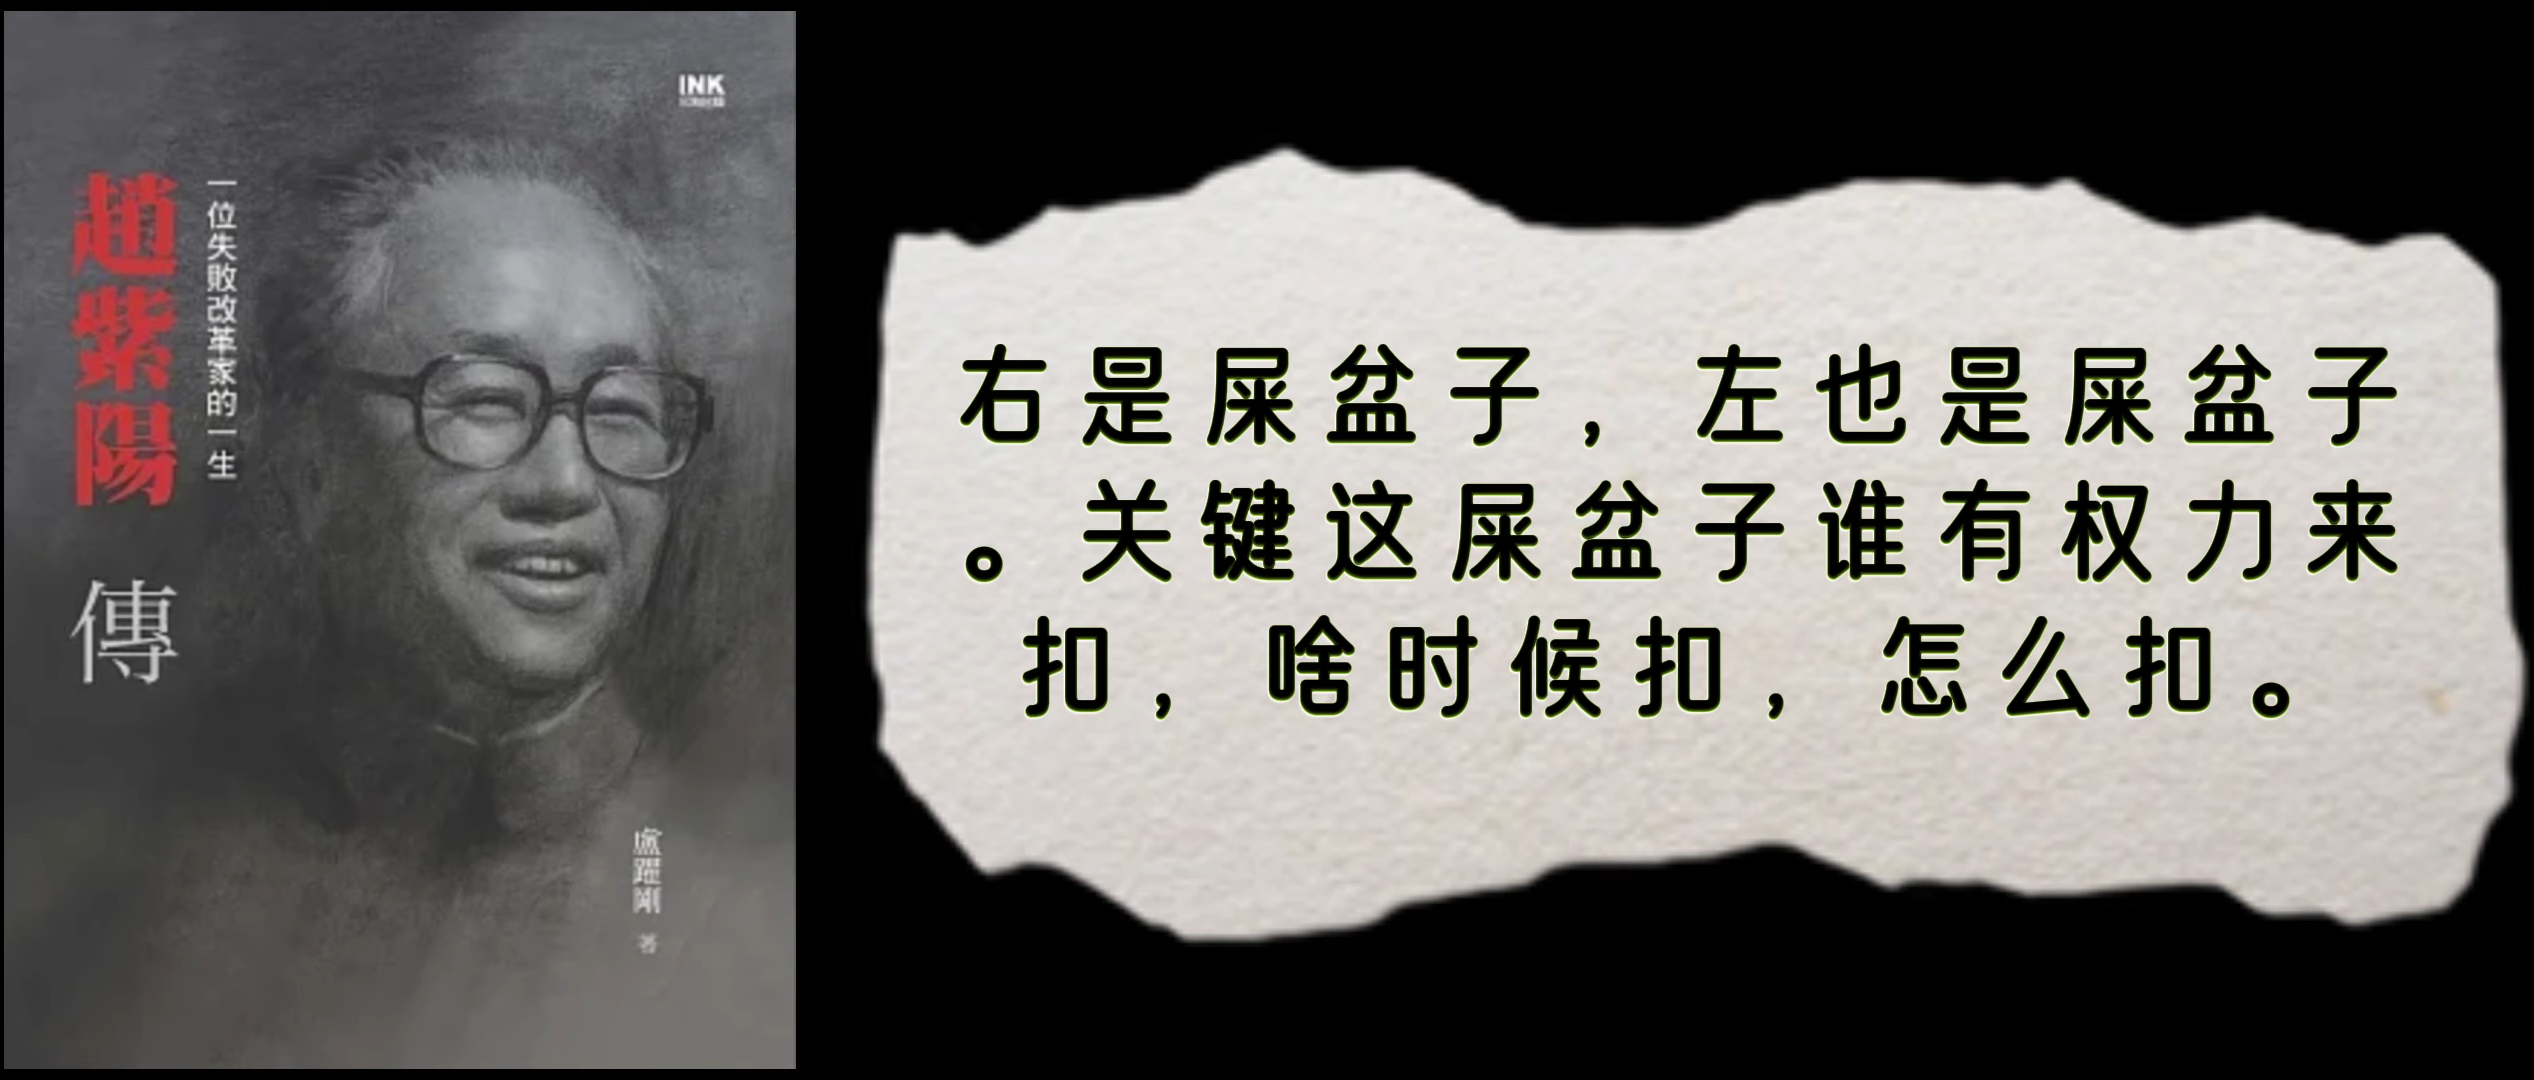 INK
趙紫陽 傳
一位失敗改革家的一生
盧躍剛 著
右是屎盆子，左也是屎盆子
。关键这屎盆子谁有权力来
扣，啥时候扣，怎么扣。